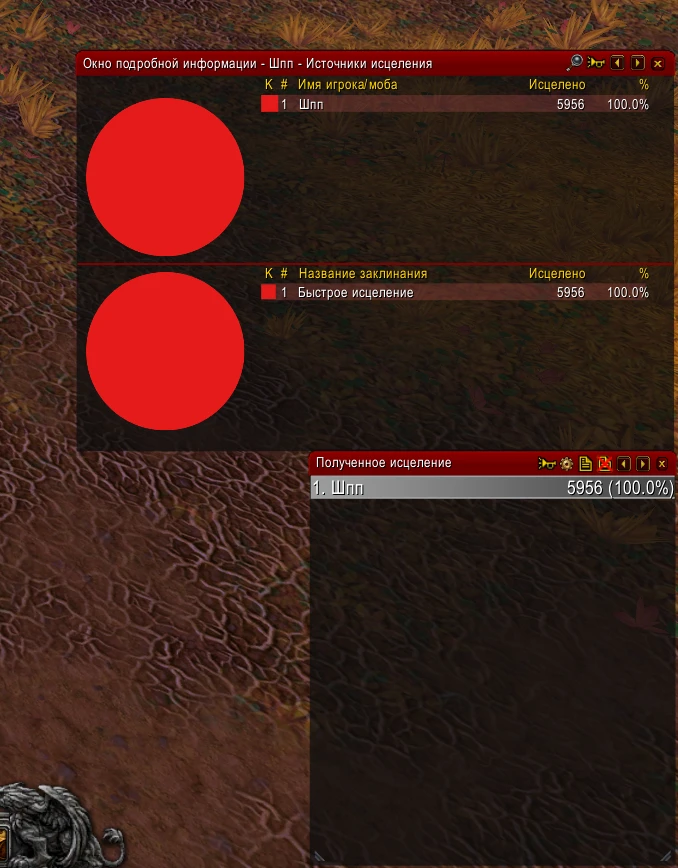 Окно подробной информации - Шпп - Источники исцеления
К # Имя игрока/моба Исцелено %
1 Шпп 5956 100.0%
К # Название заклинания Исцелено %
1 Быстрое исцеление 5956 100.0%
Полученное исцеление
1. Шпп 5956 (100.0%)